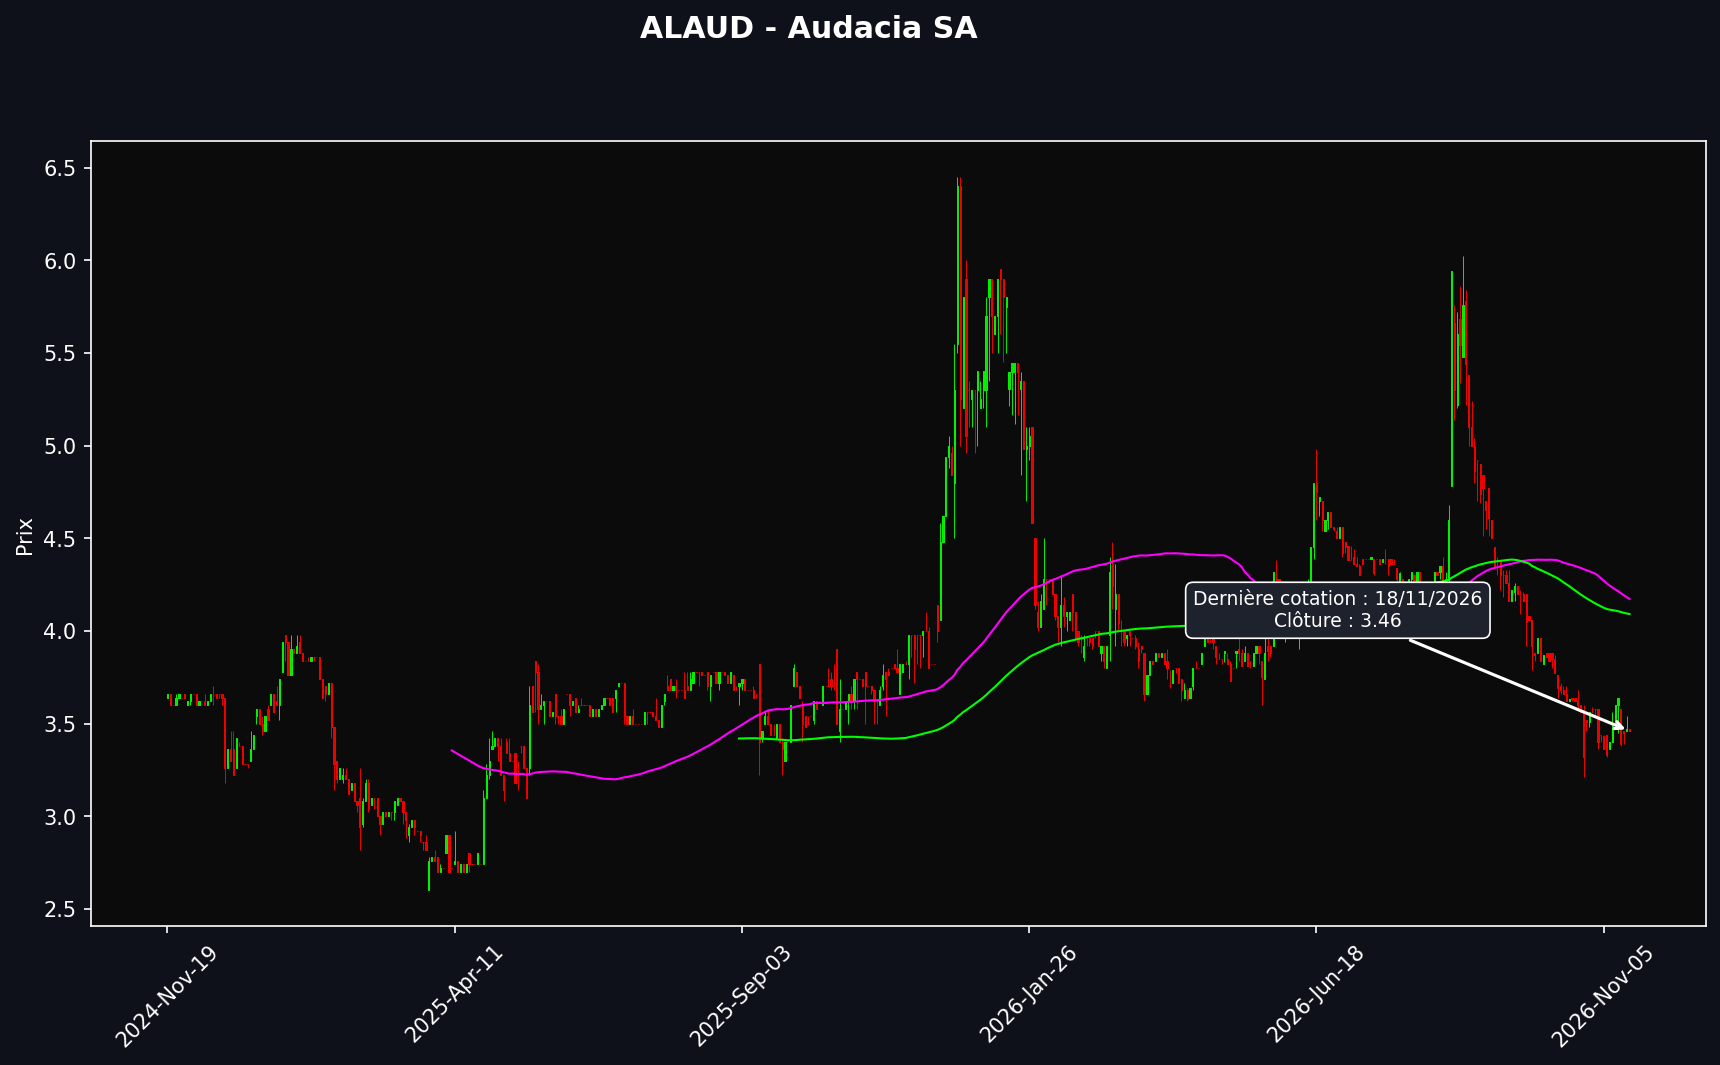 ALAUD - Audacia SA
6.5
6.0
5.5
5.0
4.5
4.0
3.5
3.0
2.5
Prix
Dernière cotation : 18/11/2026
Clôture : 3.46
2024-Nov-19
2025-Apr-11
2025-Sep-03
2026-Jan-26
2026-Jun-18
2026-Nov-05